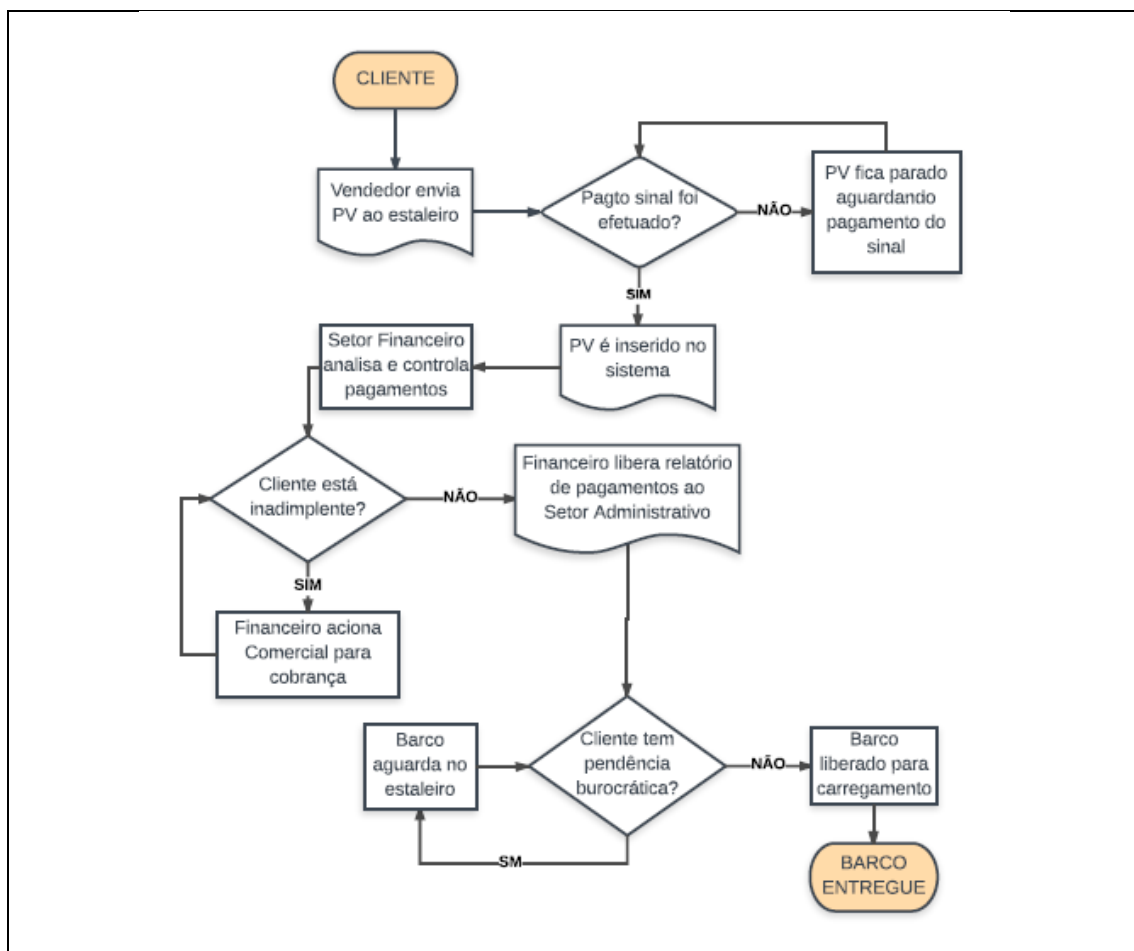 CLIENTE
Vendedor envia
PV ao estaleiro
Pagto sinal foi
efetuado?
NÃO
PV fica parado
aguardando
pagamento do
sinal
SIM
PV é inserido no
sistema
Setor Financeiro
analisa e controla
pagamentos
Cliente está
inadimplente?
NÃO
Financeiro libera relatório
de pagamentos ao
Setor Administrativo
SIM
Financeiro aciona
Comercial para
cobrança
Cliente tem
pendência
burocrática?
SM
Barco
aguarda no
estaleiro
NÃO
Barco
liberado para
carregamento
BARCO
ENTREGUE